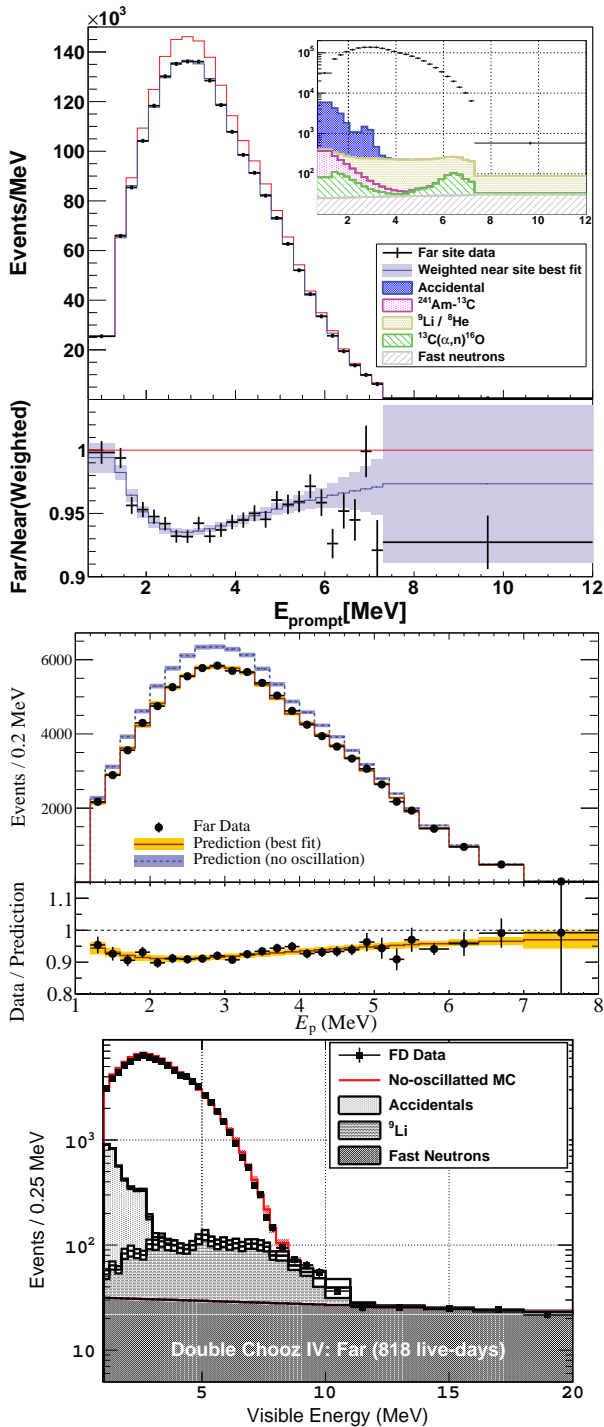 ×10³
140
120
100
80
60
40
20
Events/MeV
10⁵
10⁴
10³
10²
2 4 6 8 10 12
2 4 6 8 10 12
Far site data
Weighted near site best fit
Accidental
²⁴¹Am-¹³C
⁹Li / ⁸He
¹³C(α,n)¹⁶O
Fast neutrons
Far/Near(Weighted)
1
0.95
0.9
2 4 6 8 10 12
E_prompt[MeV]
Events / 0.2 MeV
6000
4000
2000
Far Data
Prediction (best fit)
Prediction (no oscillation)
Data / Prediction
1.1
1
0.9
0.8
1 2 3 4 5 6 7 8
E_p (MeV)
Events / 0.25 MeV
10³
10²
10
FD Data
No-oscillatted MC
Accidentals
⁹Li
Fast Neutrons
Double Chooz IV: Far (818 live-days)
5 10 15 20
Visible Energy (MeV)